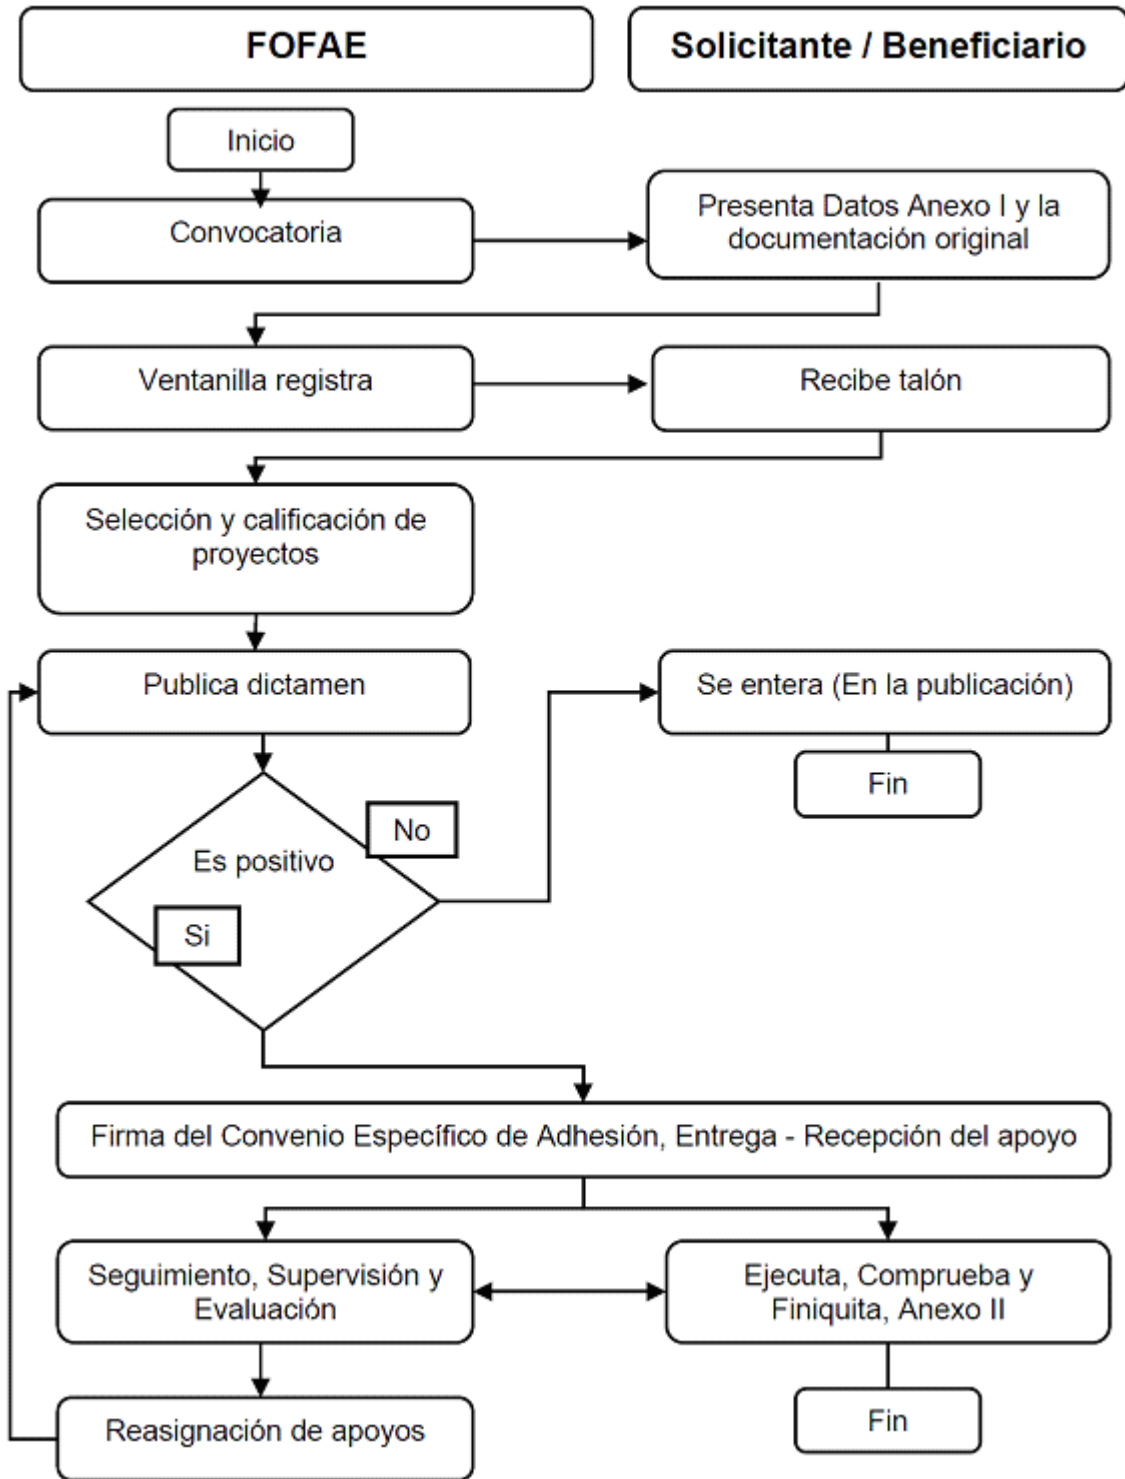 FOFAE
Solicitante / Beneficiario
Inicio
Convocatoria
Presenta Datos Anexo I y la
documentación original
Ventanilla registra
Recibe talón
Selección y calificación de
proyectos
Publica dictamen
Se entera (En la publicación)
Fin
No
Es positivo
Si
Firma del Convenio Específico de Adhesión, Entrega - Recepción del apoyo
Seguimiento, Supervisión y
Evaluación
Ejecuta, Comprueba y
Finiquita, Anexo II
Reasignación de apoyos
Fin